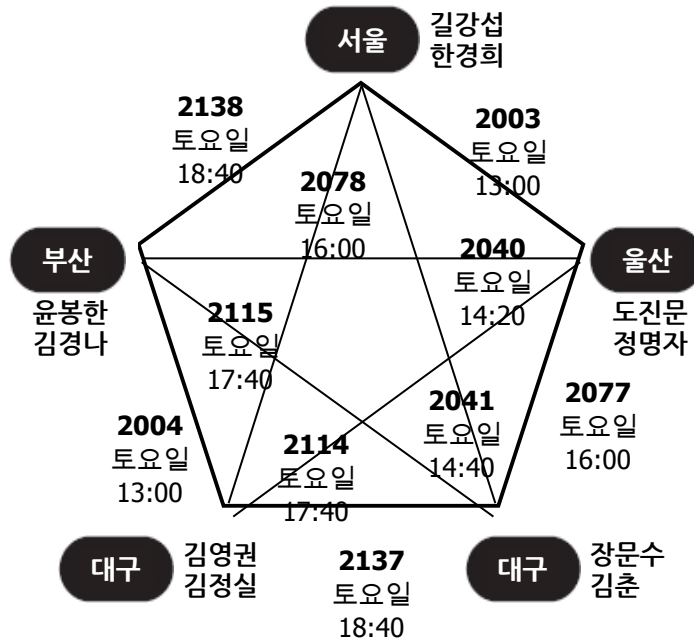 서울
길강섭
한경희
2138
토요일
18:40
2003
토요일
13:00
2078
토요일
16:00
2040
토요일
14:20
부산
윤봉한
김경나
울산
도진문
정명자
2115
토요일
17:40
2004
토요일
13:00
2114
토요일
17:40
2041
토요일
14:40
2077
토요일
16:00
대구
김영권
김정실
2137
토요일
18:40
대구
장문수
김춘